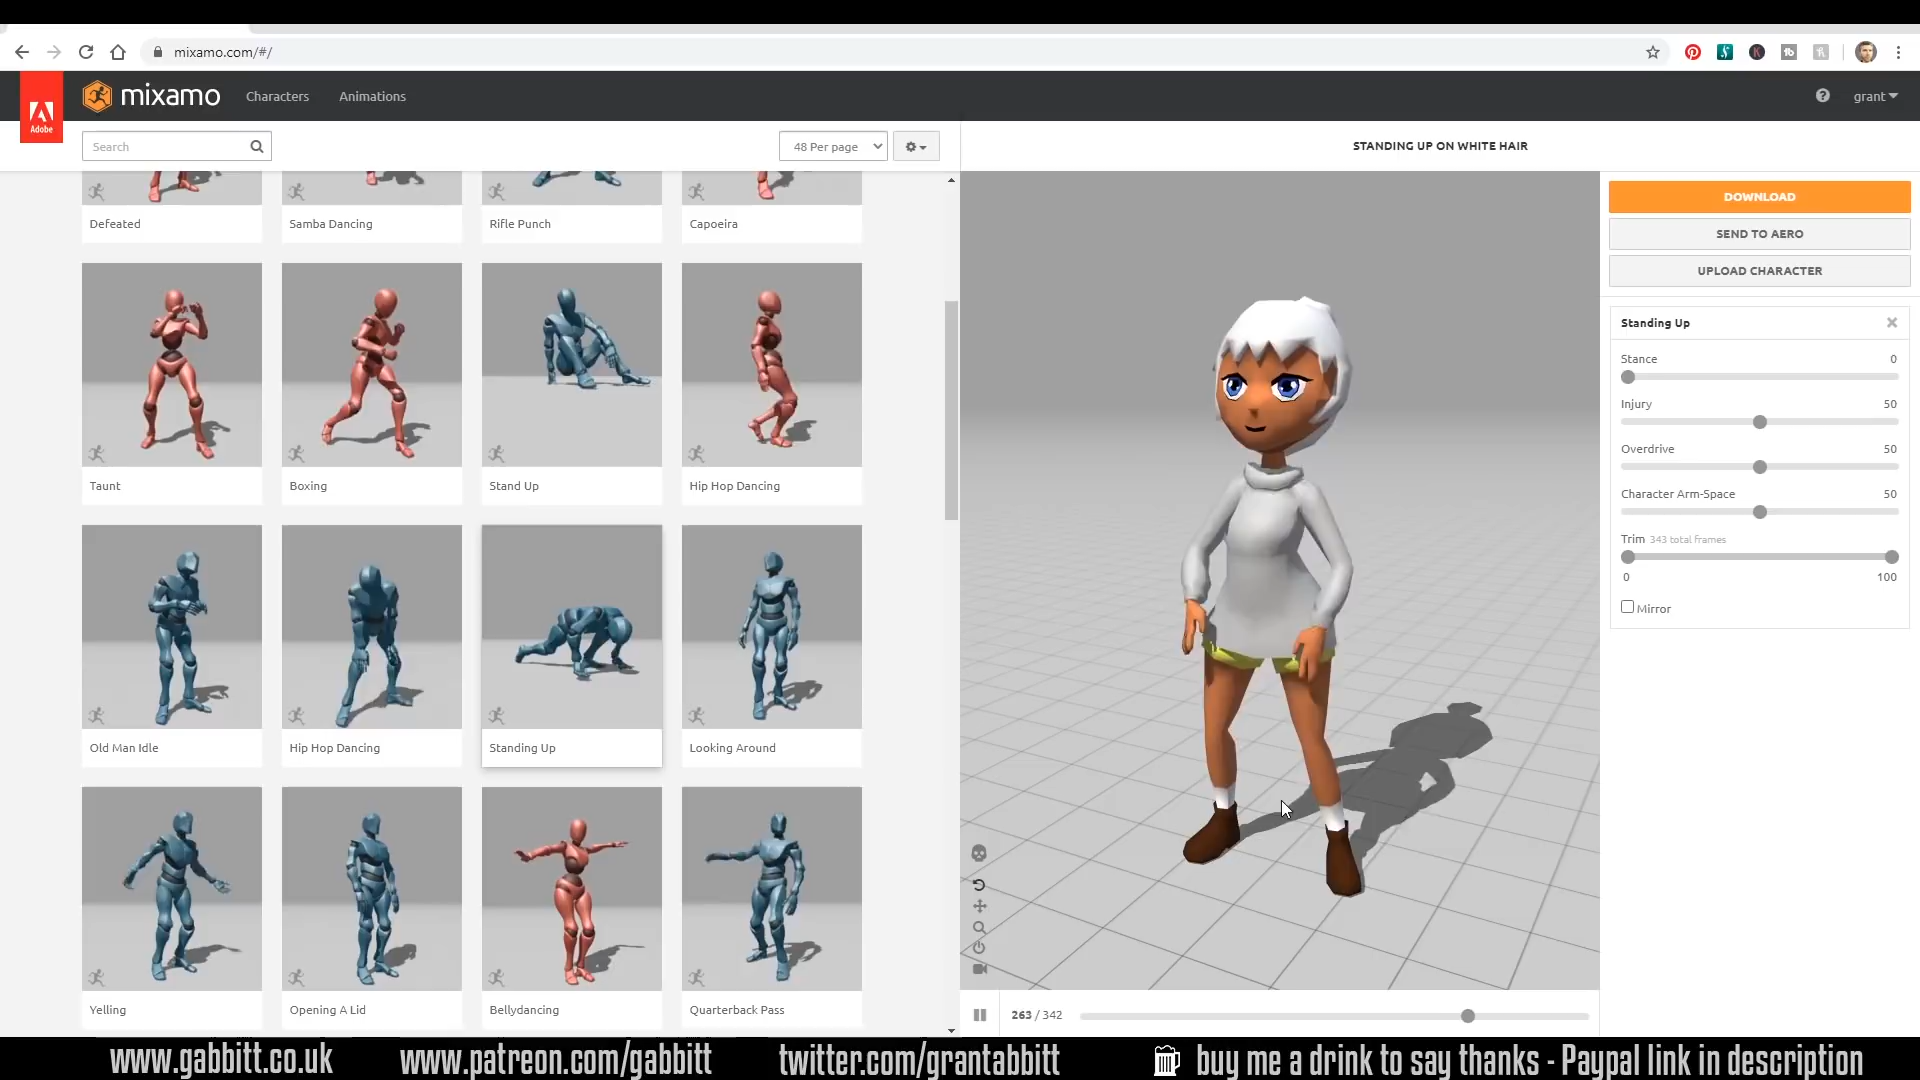 mixamo.com/#/
Adobe
mixamo
Characters
Animations
grant
Search
48 Per page
STANDING UP ON WHITE HAIR
Defeated
Samba Dancing
Rifle Punch
Capoeira
Taunt
Boxing
Stand Up
Hip Hop Dancing
Old Man Idle
Hip Hop Dancing
Standing Up
Looking Around
Yelling
Opening A Lid
Bellydancing
Quarterback Pass
DOWNLOAD
SEND TO AERO
UPLOAD CHARACTER
Standing Up
Stance 0
Injury 50
Overdrive 50
Character Arm-Space 50
Trim 343 total frames
0 100
Mirror
263 / 342
www.gabbitt.co.uk www.patreon.com/gabbitt twitter.com/grantabbitt buy me a drink to say thanks - Paypal link in description